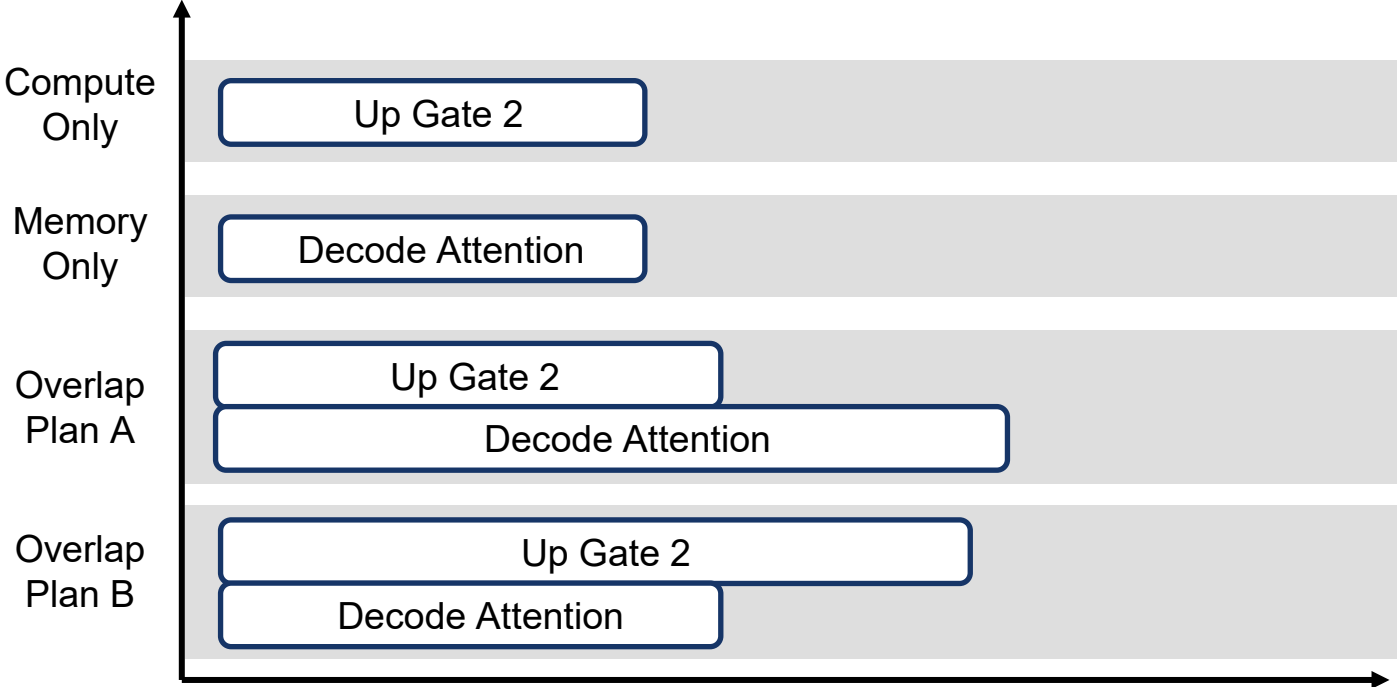 Compute
Only
Up Gate 2
Memory
Only
Decode Attention
Overlap
Plan A
Up Gate 2
Decode Attention
Overlap
Plan B
Up Gate 2
Decode Attention